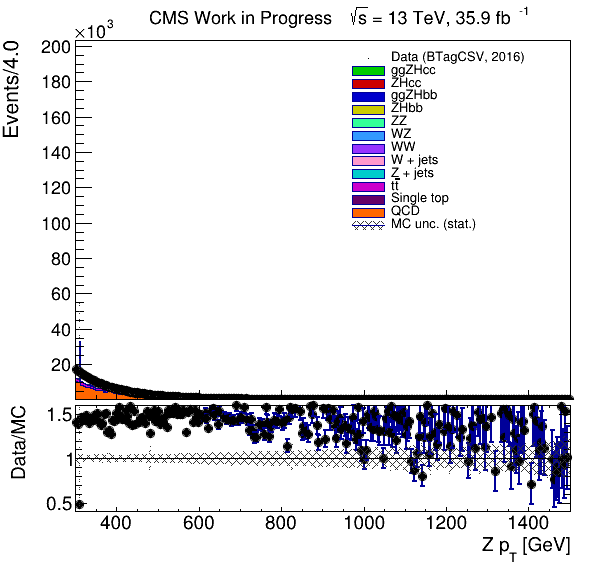 CMS Work in Progress √s = 13 TeV, 35.9 fb⁻¹
×10³
Events/4.0
200
180
160
140
120
100
80
60
40
20
Data (BTagCSV, 2016)
ggZHcc
ZHcc
ggZHbb
ZHbb
ZZ
WZ
WW
W + jets
Z + jets
tt̅
Single top
QCD
MC unc. (stat.)
Data/MC
1.5
1
0.5
400 600 800 1000 1200 1400
Z p_T [GeV]